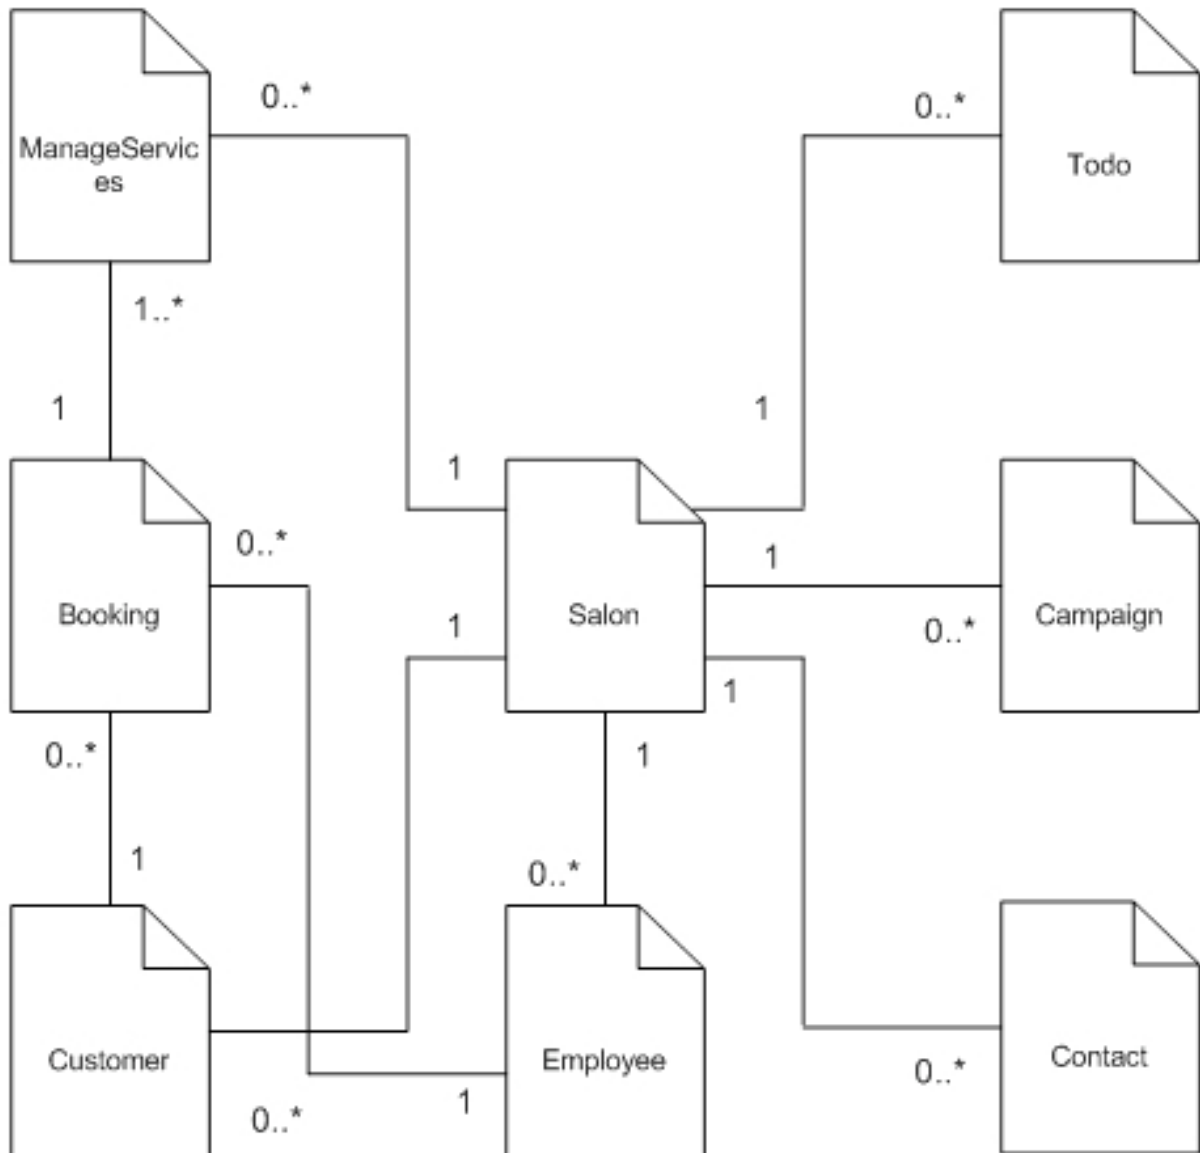 0..*
0..*
ManageServic
es
Todo
1..*
1
1
1
0..*
1
Booking
Salon
Campaign
1
0..*
1
0..*
1
1
0..*
Customer
Employee
Contact
0..*
1
0..*